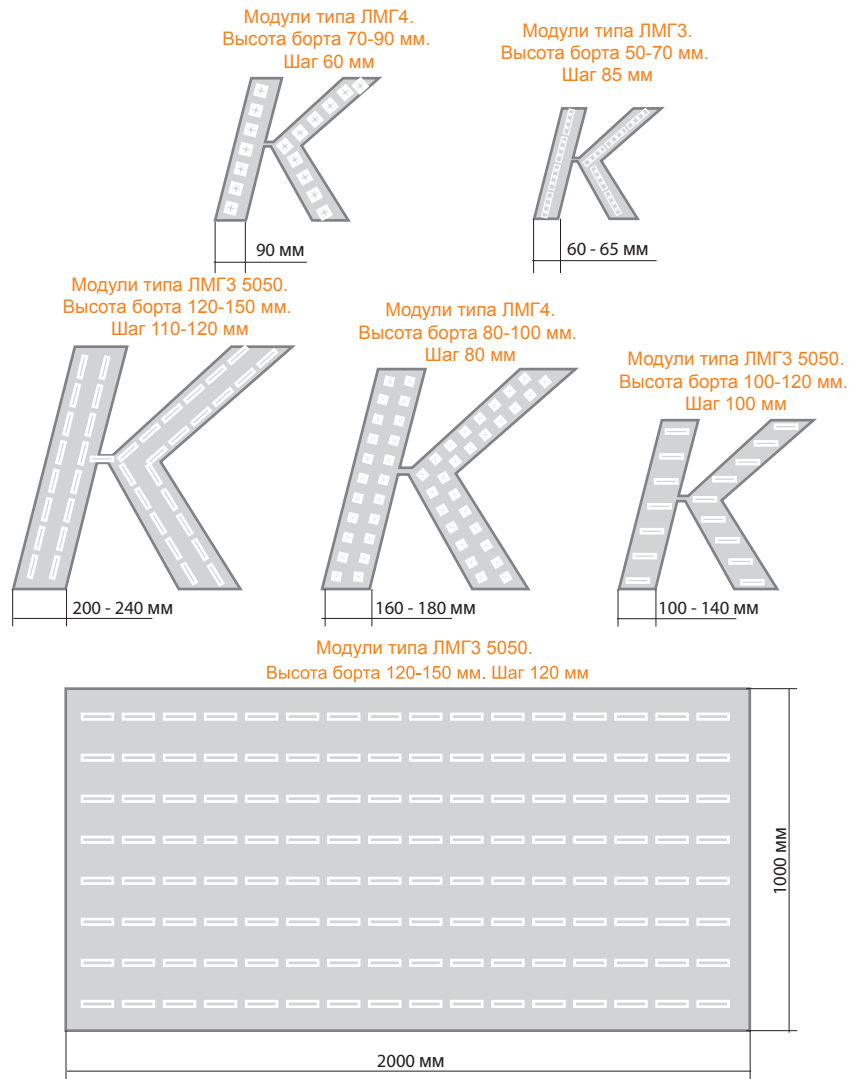 Модули типа ЛМГ4.
Высота борта 70-90 мм.
Шаг 60 мм
90 мм
Модули типа ЛМГ3.
Высота борта 50-70 мм.
Шаг 85 мм
60 - 65 мм
Модули типа ЛМГ3 5050.
Высота борта 120-150 мм.
Шаг 110-120 мм
200 - 240 мм
Модули типа ЛМГ4.
Высота борта 80-100 мм.
Шаг 80 мм
160 - 180 мм
Модули типа ЛМГ3 5050.
Высота борта 100-120 мм.
Шаг 100 мм
100 - 140 мм
Модули типа ЛМГ3 5050.
Высота борта 120-150 мм. Шаг 120 мм
1000 мм
2000 мм